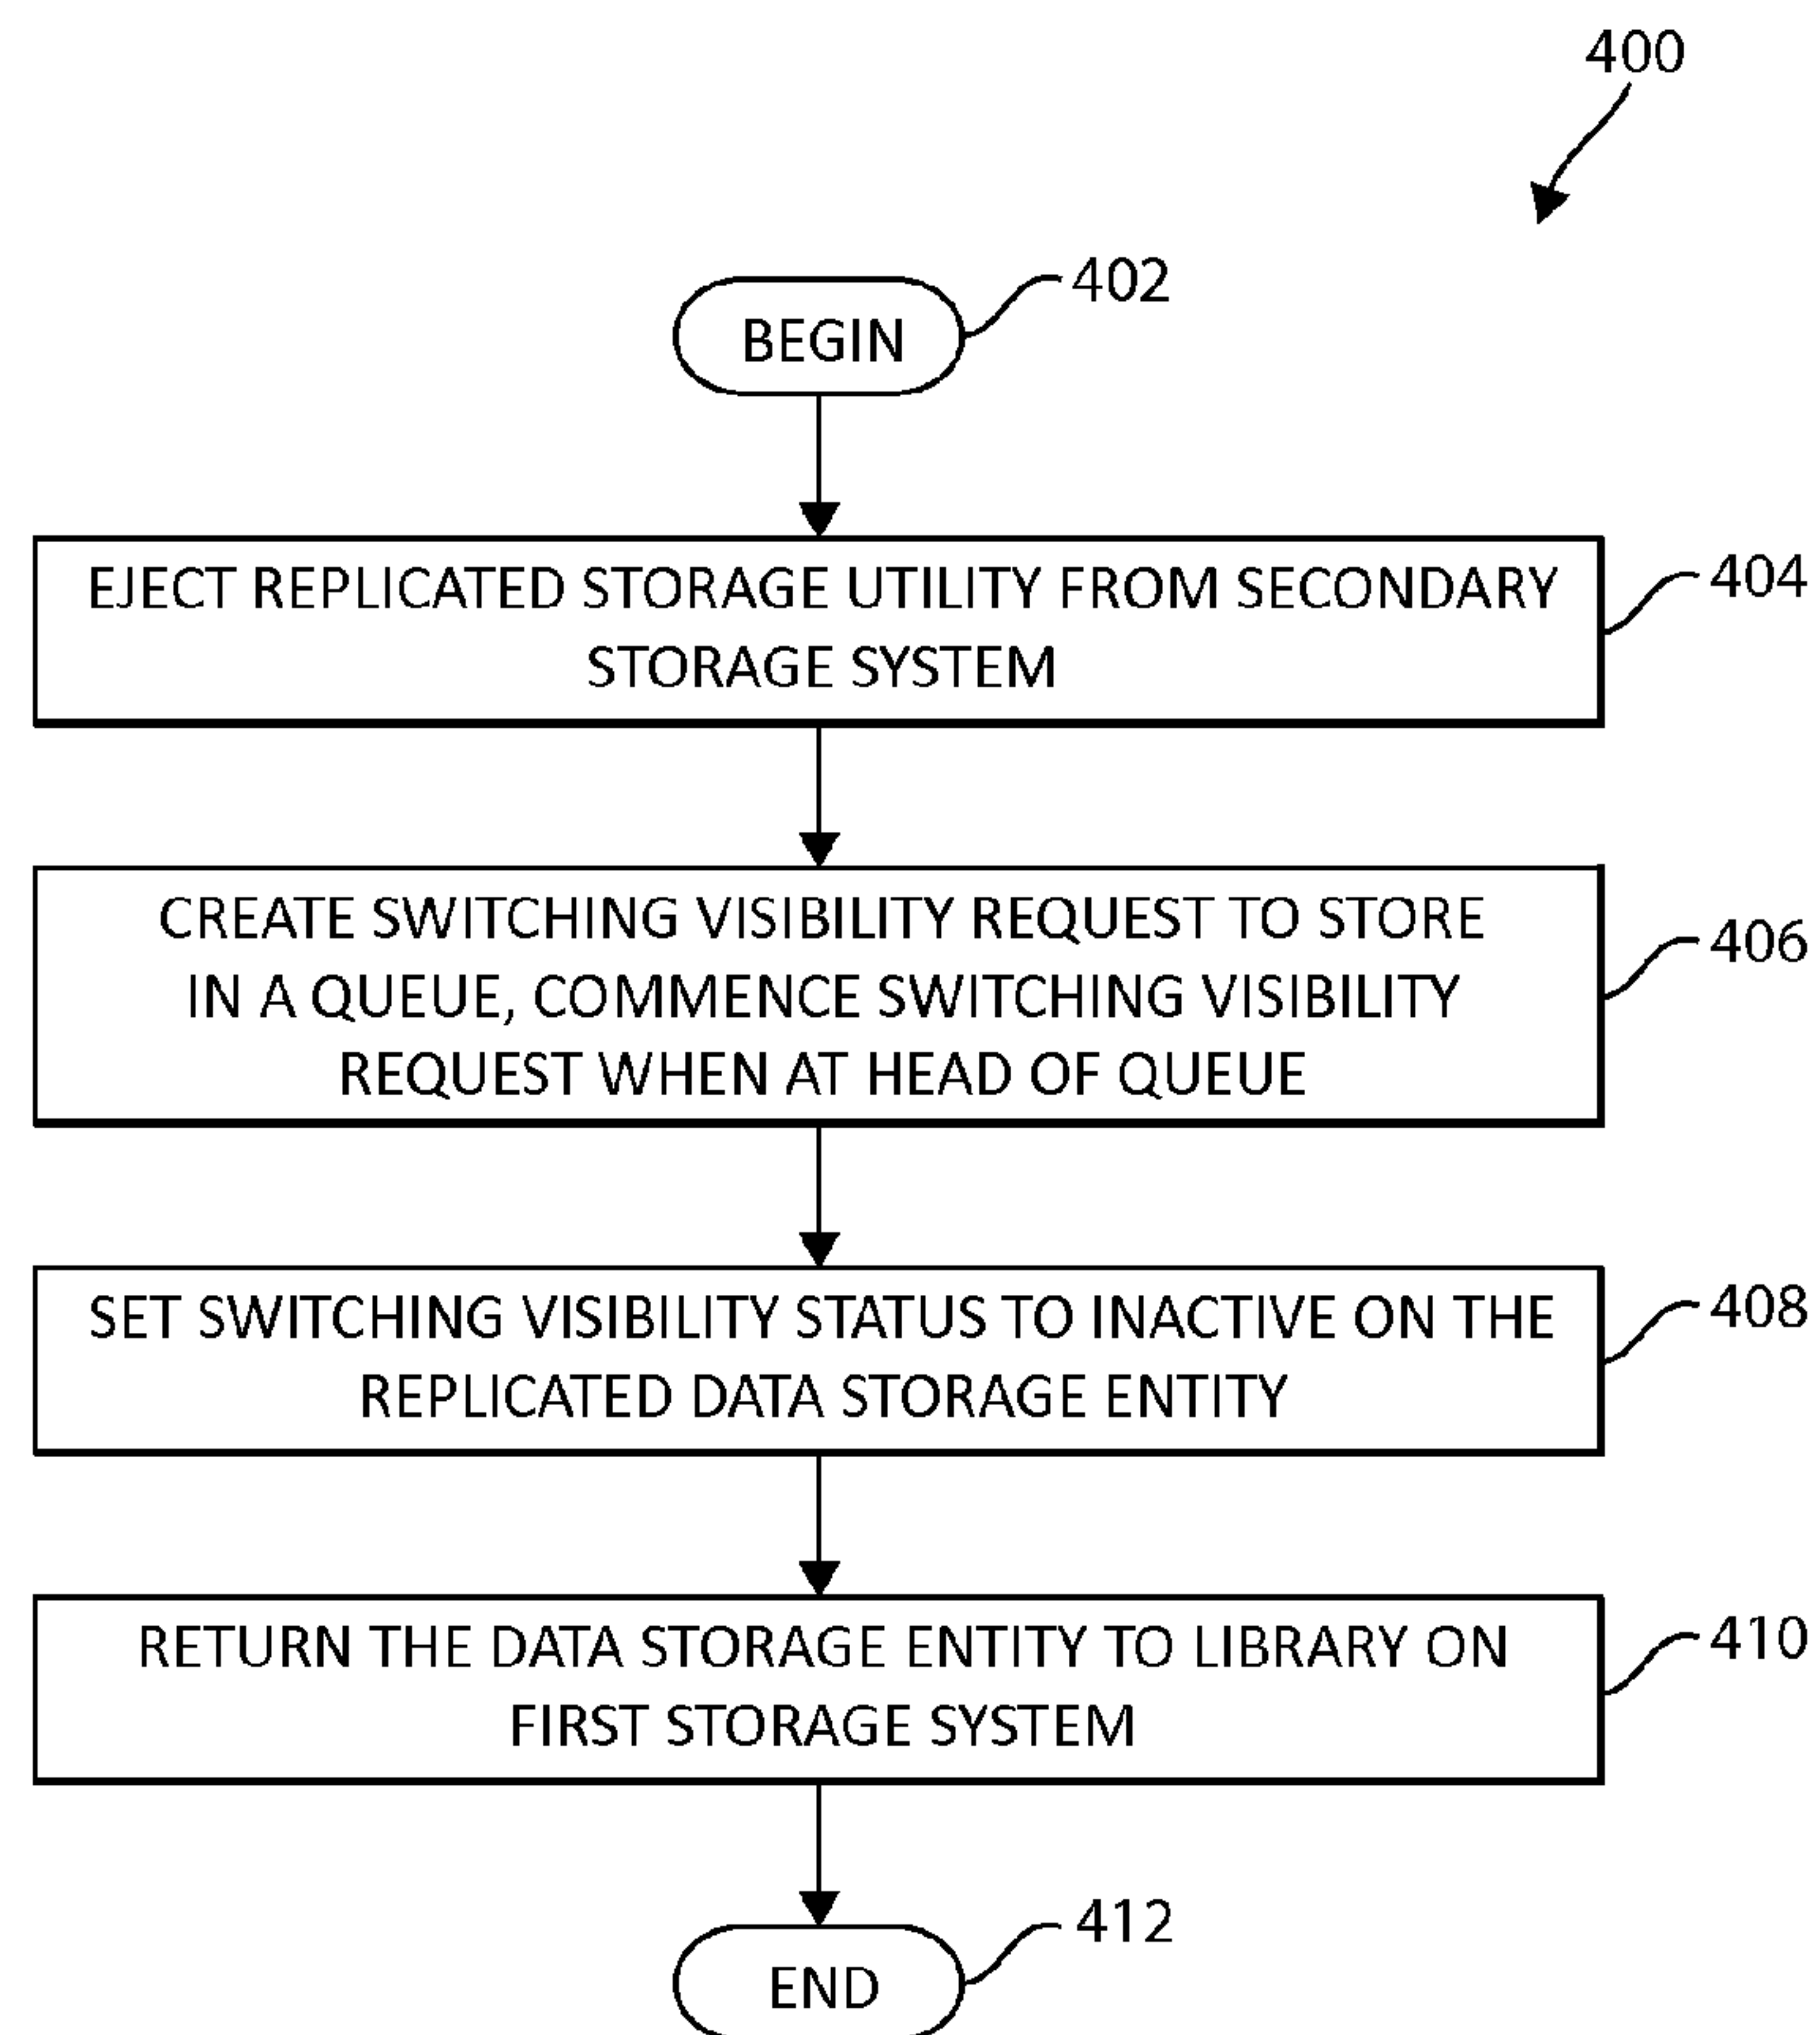 400
BEGIN
402
EJECT REPLICATED STORAGE UTILITY FROM SECONDARY
STORAGE SYSTEM
404
CREATE SWITCHING VISIBILITY REQUEST TO STORE
IN A QUEUE, COMMENCE SWITCHING VISIBILITY
REQUEST WHEN AT HEAD OF QUEUE
406
SET SWITCHING VISIBILITY STATUS TO INACTIVE ON THE
REPLICATED DATA STORAGE ENTITY
408
RETURN THE DATA STORAGE ENTITY TO LIBRARY ON
FIRST STORAGE SYSTEM
410
END
412